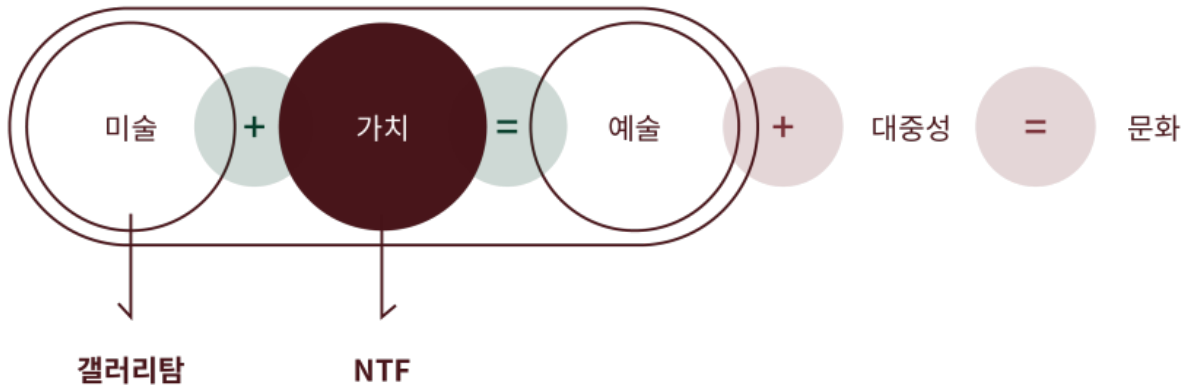 미술 + 가치 = 예술 + 대중성 = 문화
갤러리탐 NTF